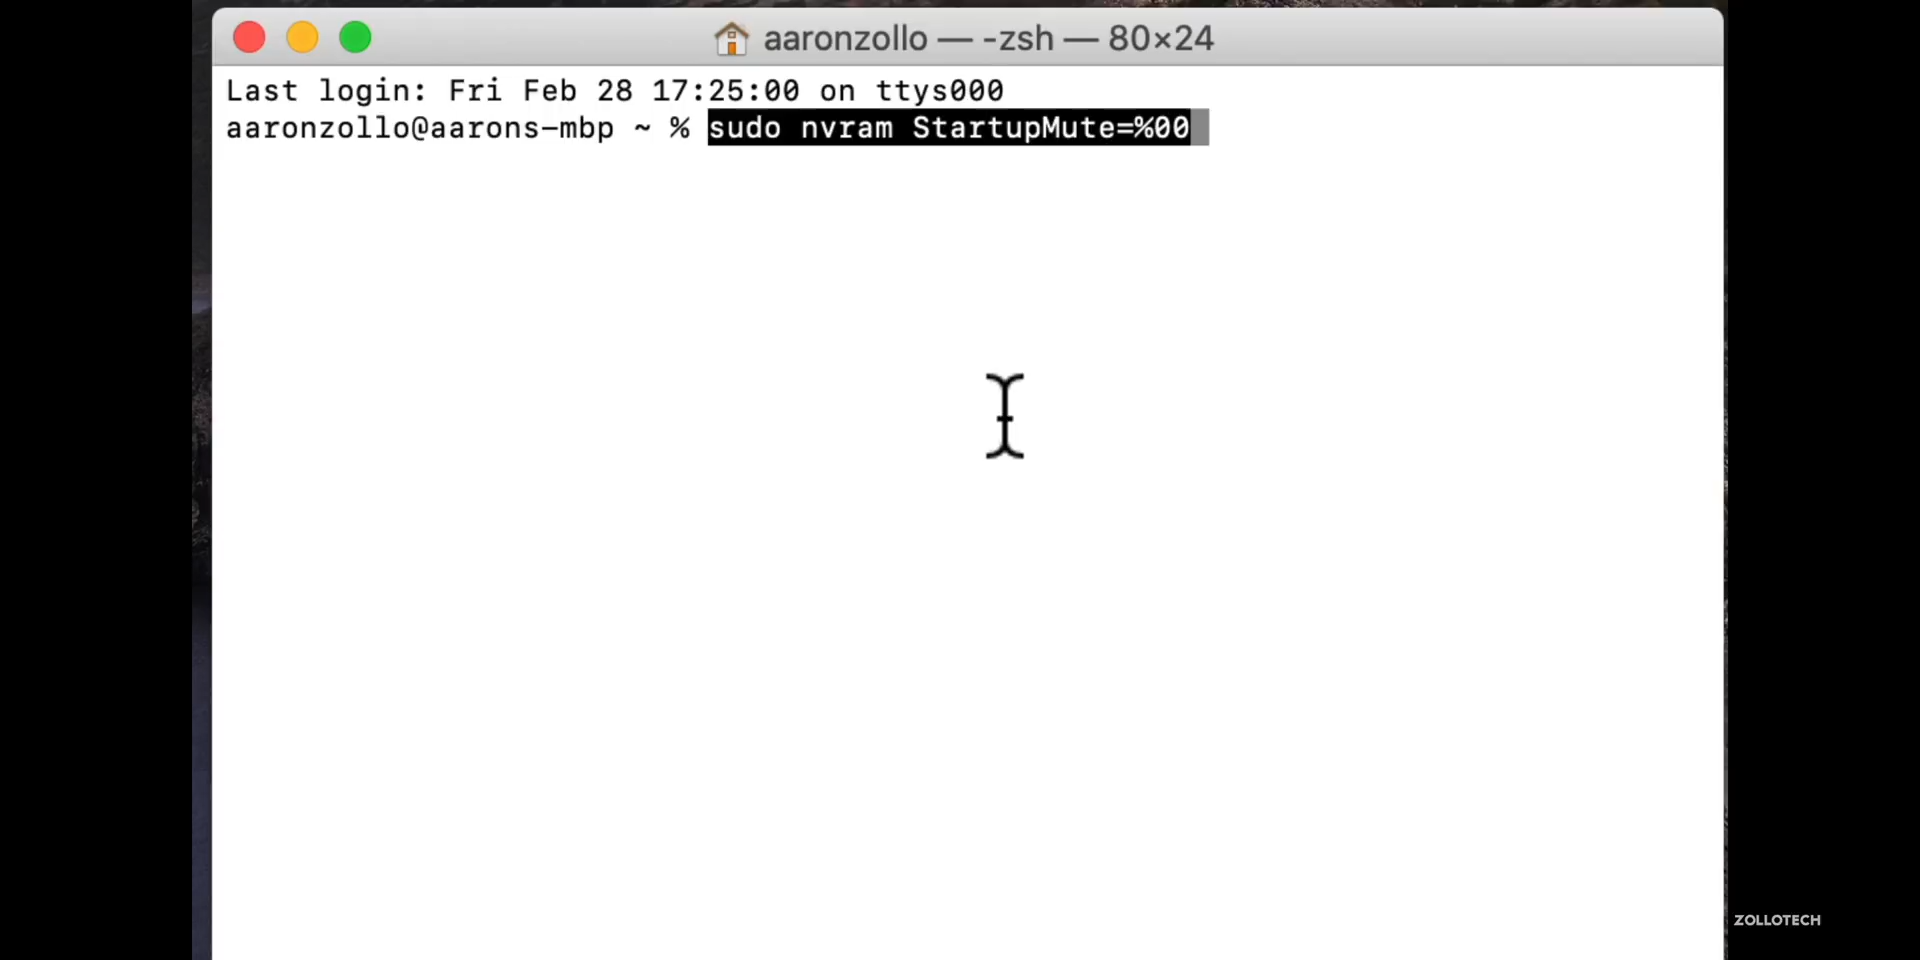 aaronzollo — -zsh — 80×24
Last login: Fri Feb 28 17:25:00 on ttys000
aaronzollo@aarons-mbp ~ % sudo nvram StartupMute=%00
ZOLLOTECH